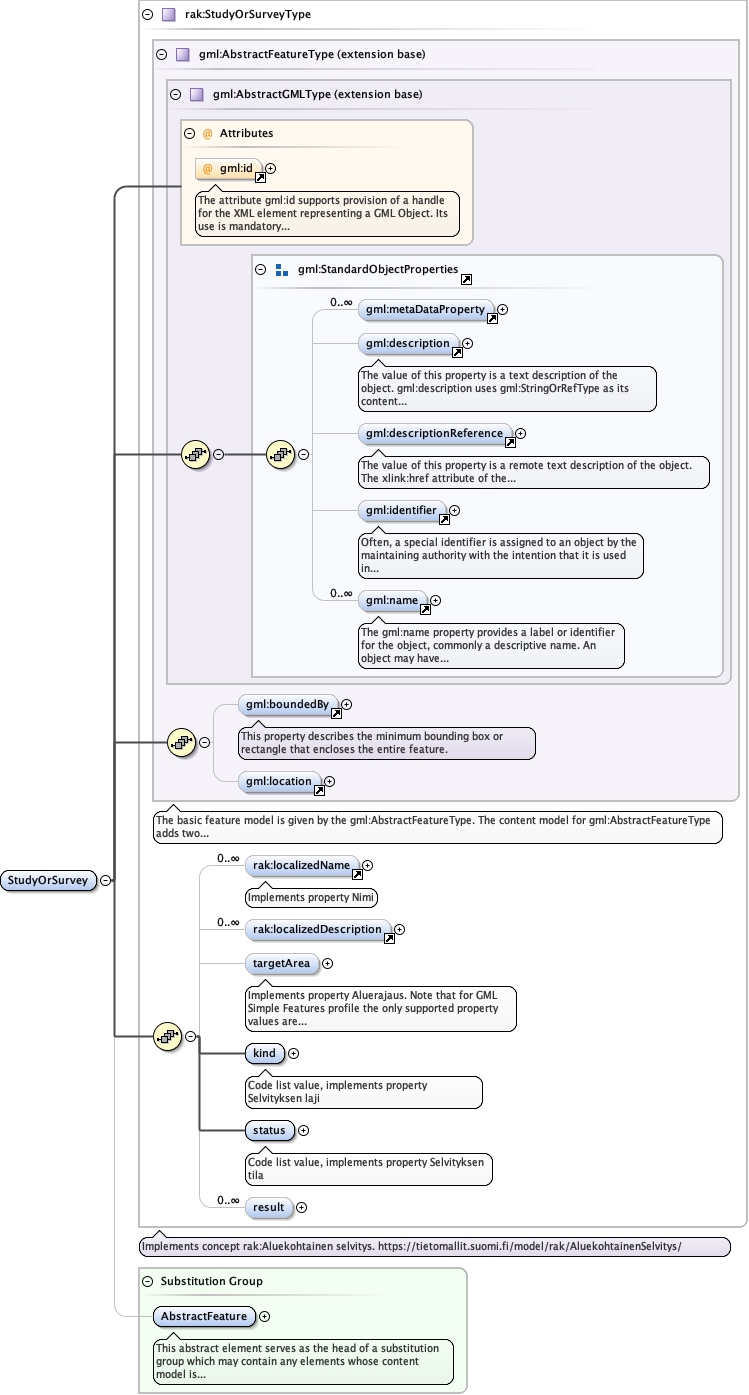 rak:StudyOrSurveyType
gml:AbstractFeatureType (extension base)
gml:AbstractGMLType (extension base)
@ Attributes
@ gml:id
The attribute gml:id supports provision of a handle
for the XML element representing a GML Object. Its
use is mandatory...
gml:StandardObjectProperties
0..∞
gml:metaDataProperty
gml:description
The value of this property is a text description of the
object. gml:description uses gml:StringOrRefType as its
content...
gml:descriptionReference
The value of this property is a remote text description of the object.
The xlink:href attribute of the...
gml:identifier
Often, a special identifier is assigned to an object by the
maintaining authority with the intention that it is used
in...
0..∞
gml:name
The gml:name property provides a label or identifier
for the object, commonly a descriptive name. An
object may have...
gml:boundedBy
This property describes the minimum bounding box or
rectangle that encloses the entire feature.
gml:location
The basic feature model is given by the gml:AbstractFeatureType. The content model for gml:AbstractFeatureType
adds two...
StudyOrSurvey
0..∞
rak:localizedName
Implements property Nimi
0..∞
rak:localizedDescription
targetArea
Implements property Aluerajaus. Note that for GML
Simple Features profile the only supported property
values are...
kind
Code list value, implements property
Selvityksen laji
status
Code list value, implements property Selvityksen
tila
0..∞
result
Implements concept rak:Aluekohtainen selvitys. https://tietomallit.suomi.fi/model/rak/AluekohtainenSelvitys/
Substitution Group
AbstractFeature
This abstract element serves as the head of a substitution
group which may contain any elements whose content
model is...